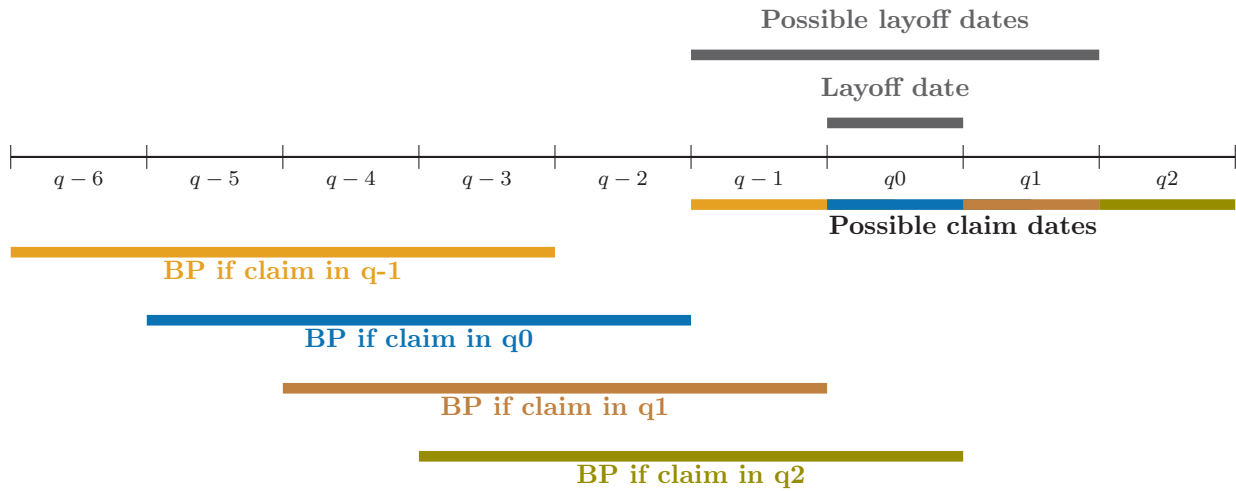 Possible layoff dates
Layoff date
q − 6 q − 5 q − 4 q − 3 q − 2 q − 1 q0 q1 q2
Possible claim dates
BP if claim in q-1
BP if claim in q0
BP if claim in q1
BP if claim in q2